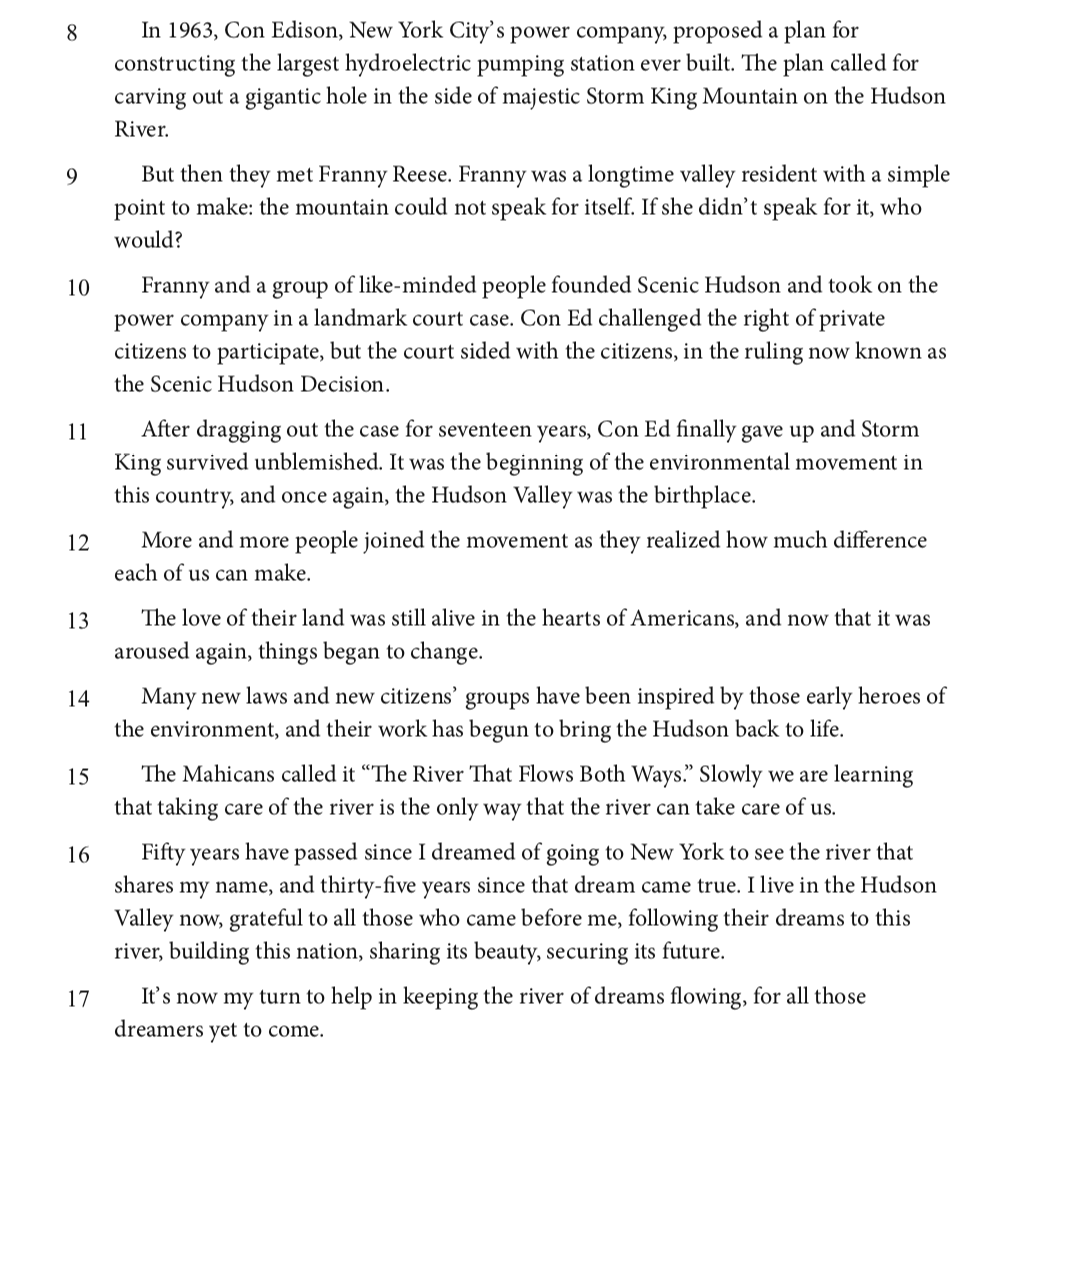 8 In 1963, Con Edison, New York City’s power company, proposed a plan for
constructing the largest hydroelectric pumping station ever built. The plan called for
carving out a gigantic hole in the side of majestic Storm King Mountain on the Hudson
River.
9 But then they met Franny Reese. Franny was a longtime valley resident with a simple
point to make: the mountain could not speak for itself. If she didn’t speak for it, who
would?
10 Franny and a group of like-minded people founded Scenic Hudson and took on the
power company in a landmark court case. Con Ed challenged the right of private
citizens to participate, but the court sided with the citizens, in the ruling now known as
the Scenic Hudson Decision.
11 After dragging out the case for seventeen years, Con Ed finally gave up and Storm
King survived unblemished. It was the beginning of the environmental movement in
this country, and once again, the Hudson Valley was the birthplace.
12 More and more people joined the movement as they realized how much difference
each of us can make.
13 The love of their land was still alive in the hearts of Americans, and now that it was
aroused again, things began to change.
14 Many new laws and new citizens’ groups have been inspired by those early heroes of
the environment, and their work has begun to bring the Hudson back to life.
15 The Mahicans called it “The River That Flows Both Ways.” Slowly we are learning
that taking care of the river is the only way that the river can take care of us.
16 Fifty years have passed since I dreamed of going to New York to see the river that
shares my name, and thirty-five years since that dream came true. I live in the Hudson
Valley now, grateful to all those who came before me, following their dreams to this
river, building this nation, sharing its beauty, securing its future.
17 It’s now my turn to help in keeping the river of dreams flowing, for all those
dreamers yet to come.